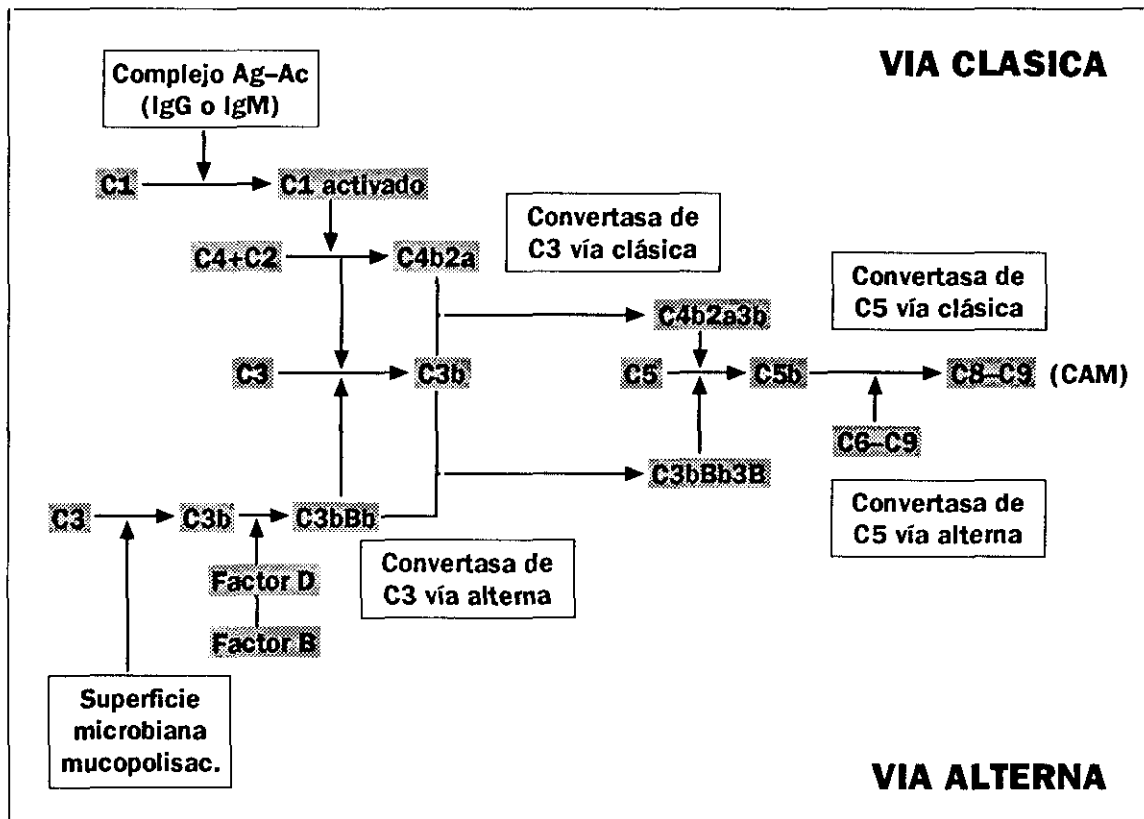 VIA CLASICA
Complejo Ag–Ac
(IgG o IgM)
C1
C1 activado
Convertasa de
C3 vía clásica
C4+C2
C4b2a
Convertasa de
C5 vía clásica
C4b2a3b
C3
C3b
C5
C5b
C8–C9 (CAM)
C6–C9
C3bBb3B
C3
C3b
C3bBb
Convertasa de
C5 vía alterna
Convertasa de
C3 vía alterna
Factor D
Factor B
Superficie
microbiana
mucopolisac.
VIA ALTERNA